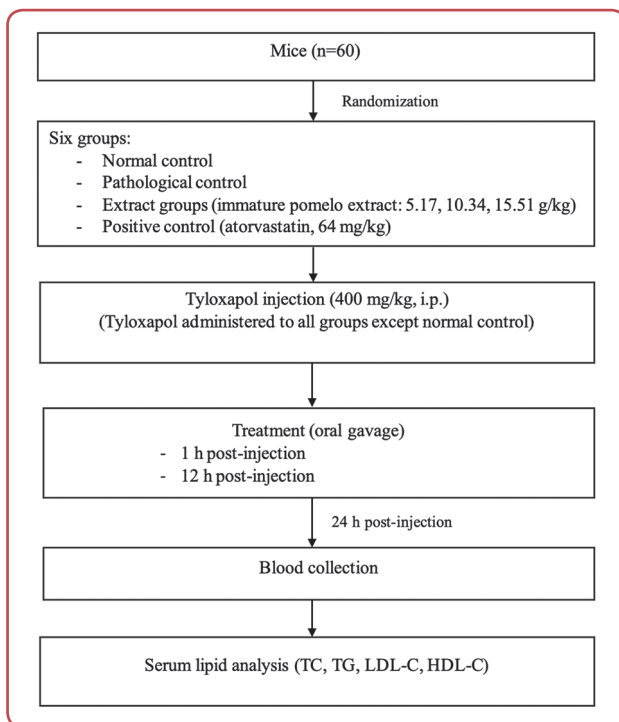 Mice (n=60)
Randomization
Six groups:
- Normal control
- Pathological control
- Extract groups (immature pomelo extract: 5.17, 10.34, 15.51 g/kg)
- Positive control (atorvastatin, 64 mg/kg)
Tyloxapol injection (400 mg/kg, i.p.)
(Tyloxapol administered to all groups except normal control)
Treatment (oral gavage)
- 1 h post-injection
- 12 h post-injection
24 h post-injection
Blood collection
Serum lipid analysis (TC, TG, LDL-C, HDL-C)